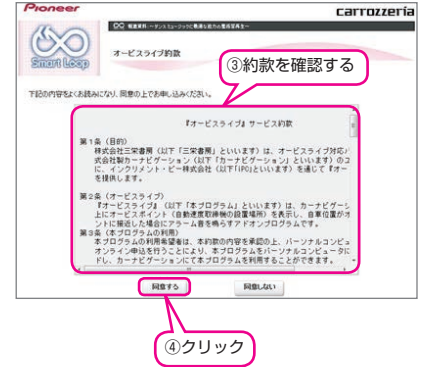 Pioneer
carrozzeria
Smart Loop
オービスライブ約款
③約款を確認する
下記の内容をよくお読みになり、同意の上でお申し込みください。
『オービスライブ』サービス約款
第1条（目的）
株式会社三栄書房（以下「三栄書房」といいます）は、オービスライブ対応パ
式会社製カーナビゲーション（以下「カーナビゲーション」といいます）のユ
に、インクリメント・ピー株式会社（以下「iPC」といいます）を通じて『オー
を提供します。
第2条（オービスライブ）
『オービスライブ』（以下「本プログラム」といいます）は、カーナビゲーシ
上にオービスポイント（自動速度取締機の設置場所）を表示し、自車位置がオ
ントに接近した場合にアラーム音を鳴らすアドオンプログラムです。
第3条（本プログラムの利用）
本プログラムの利用希望者は、本約款の内容を承認の上、パーソナルコンピュ
オンライン申込を行うことにより、本プログラムをパーソナルコンピュータに
ドし、カーナビゲーションにて本プログラムを利用することができます。
同意する
同意しない
④クリック